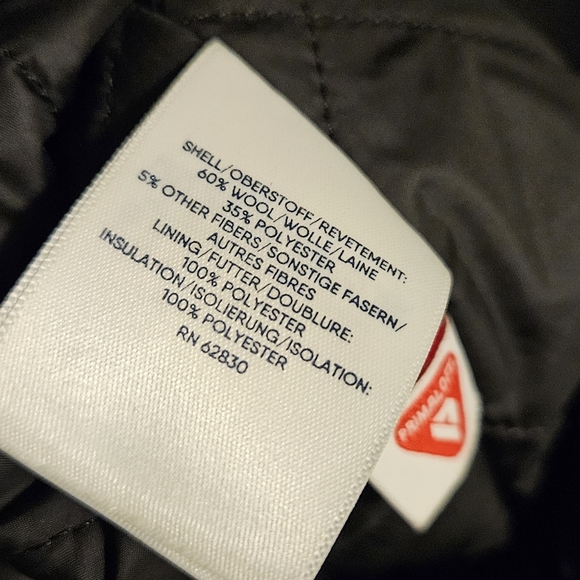 SHELL/OBERSTOFF/REVETEMENT:
60% WOOL/WOLLE/LAINE
35% POLYESTER
5% OTHER FIBERS/SONSTIGE FASERN/
AUTRES FIBRES
LINING/FUTTER/DOUBLURE:
100% POLYESTER
INSULATION/ISOLIERUNG/ISOLATION:
100% POLYESTER
RN 62830
PRIMALOFT